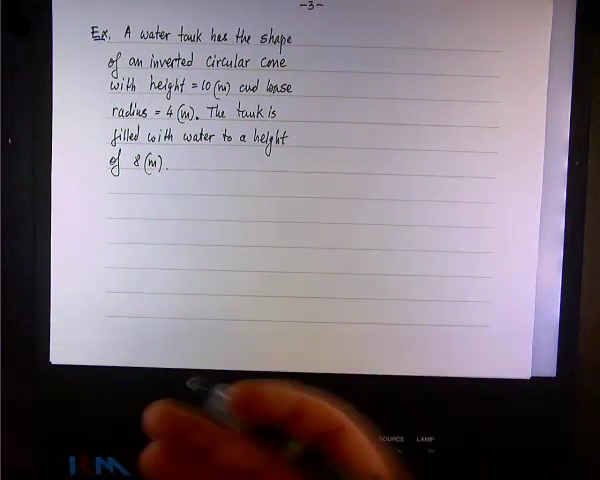 -3-
Ex. A water tank has the shape
of an inverted circular cone
with height = 10 (m) and base
radius = 4 (m). The tank is
filled with water to a height
of 8 (m).
SOURCE LAMP